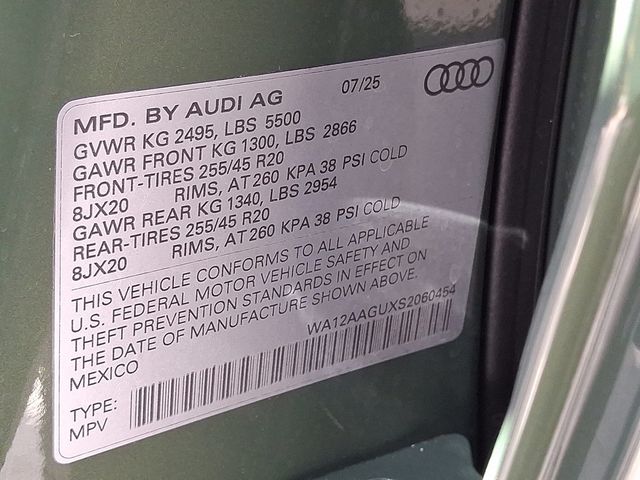 MFD. BY AUDI AG 07/25
GVWR KG 2495, LBS 5500
GAWR FRONT KG 1300, LBS 2866
FRONT-TIRES 255/45 R20
8JX20 RIMS, AT 260 KPA 38 PSI COLD
GAWR REAR KG 1340, LBS 2954
REAR-TIRES 255/45 R20
8JX20 RIMS, AT 260 KPA 38 PSI COLD
THIS VEHICLE CONFORMS TO ALL APPLICABLE
U.S. FEDERAL MOTOR VEHICLE SAFETY AND
THEFT PREVENTION STANDARDS IN EFFECT ON
THE DATE OF MANUFACTURE SHOWN ABOVE.
MEXICO WA12AAGUXS2060454
TYPE:
MPV